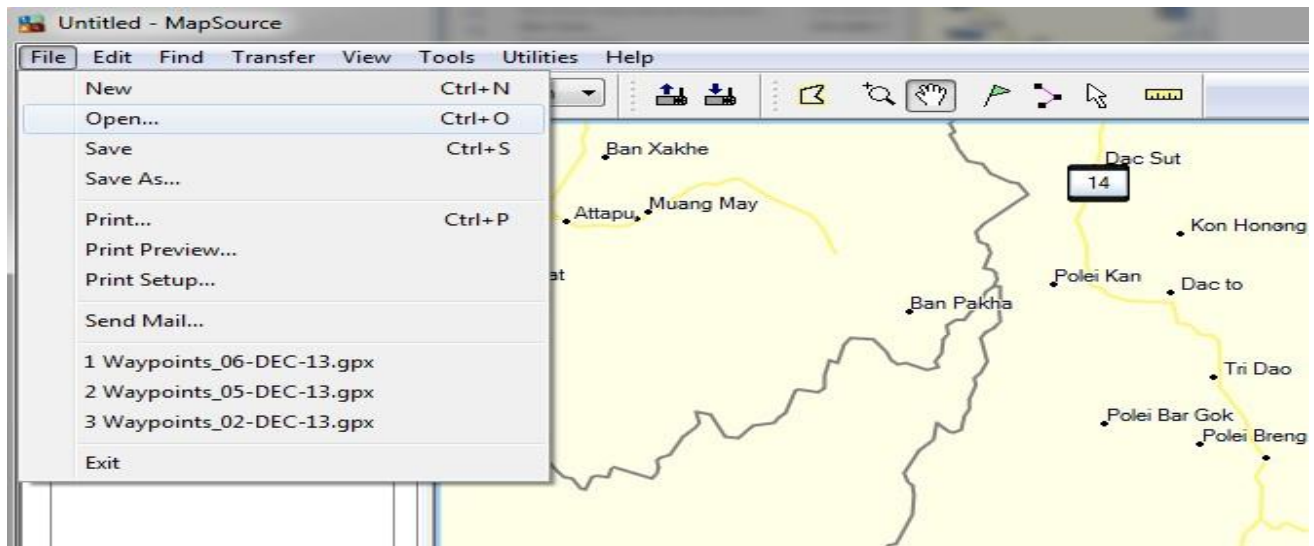 Untitled - MapSource
File Edit Find Transfer View Tools Utilities Help
New Ctrl+N
Open... Ctrl+O
Save Ctrl+S
Save As...
Print... Ctrl+P
Print Preview...
Print Setup...
Send Mail...
1 Waypoints_06-DEC-13.gpx
2 Waypoints_05-DEC-13.gpx
3 Waypoints_02-DEC-13.gpx
Exit
Ban Xakhe
Dac Sut
14
Muang May
Attapu
Kon Honong
at
Polei Kan
Dac to
Ban Pakha
Tri Dao
Polei Bar Gok
Polei Breng